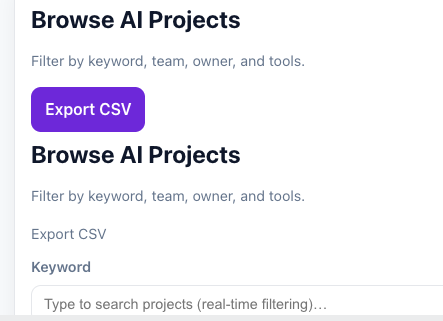 Browse AI Projects
Filter by keyword, team, owner, and tools.
Export CSV
Browse AI Projects
Filter by keyword, team, owner, and tools.
Export CSV
Keyword
Type to search projects (real-time filtering)...